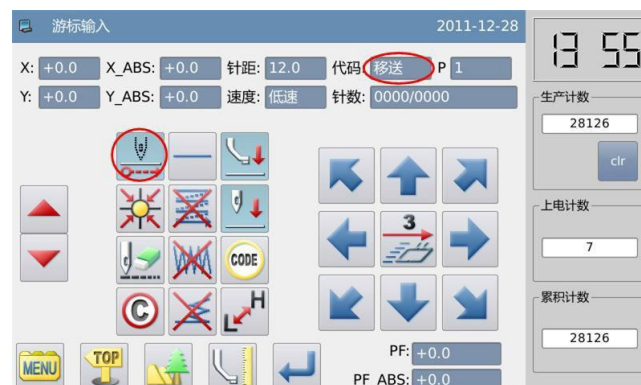 游标输入 2011-12-28
13 55
X: +0.0 X_ABS: +0.0 针距: 12.0 代码: 移送 P 1
Y: +0.0 Y_ABS: +0.0 速度: 低速 针数: 0000/0000
生产计数
28126
clr
上电计数
7
累积计数
28126
3
CODE
C
H
L
PF: +0.0
PF_ABS: +0.0
MENU
TOP